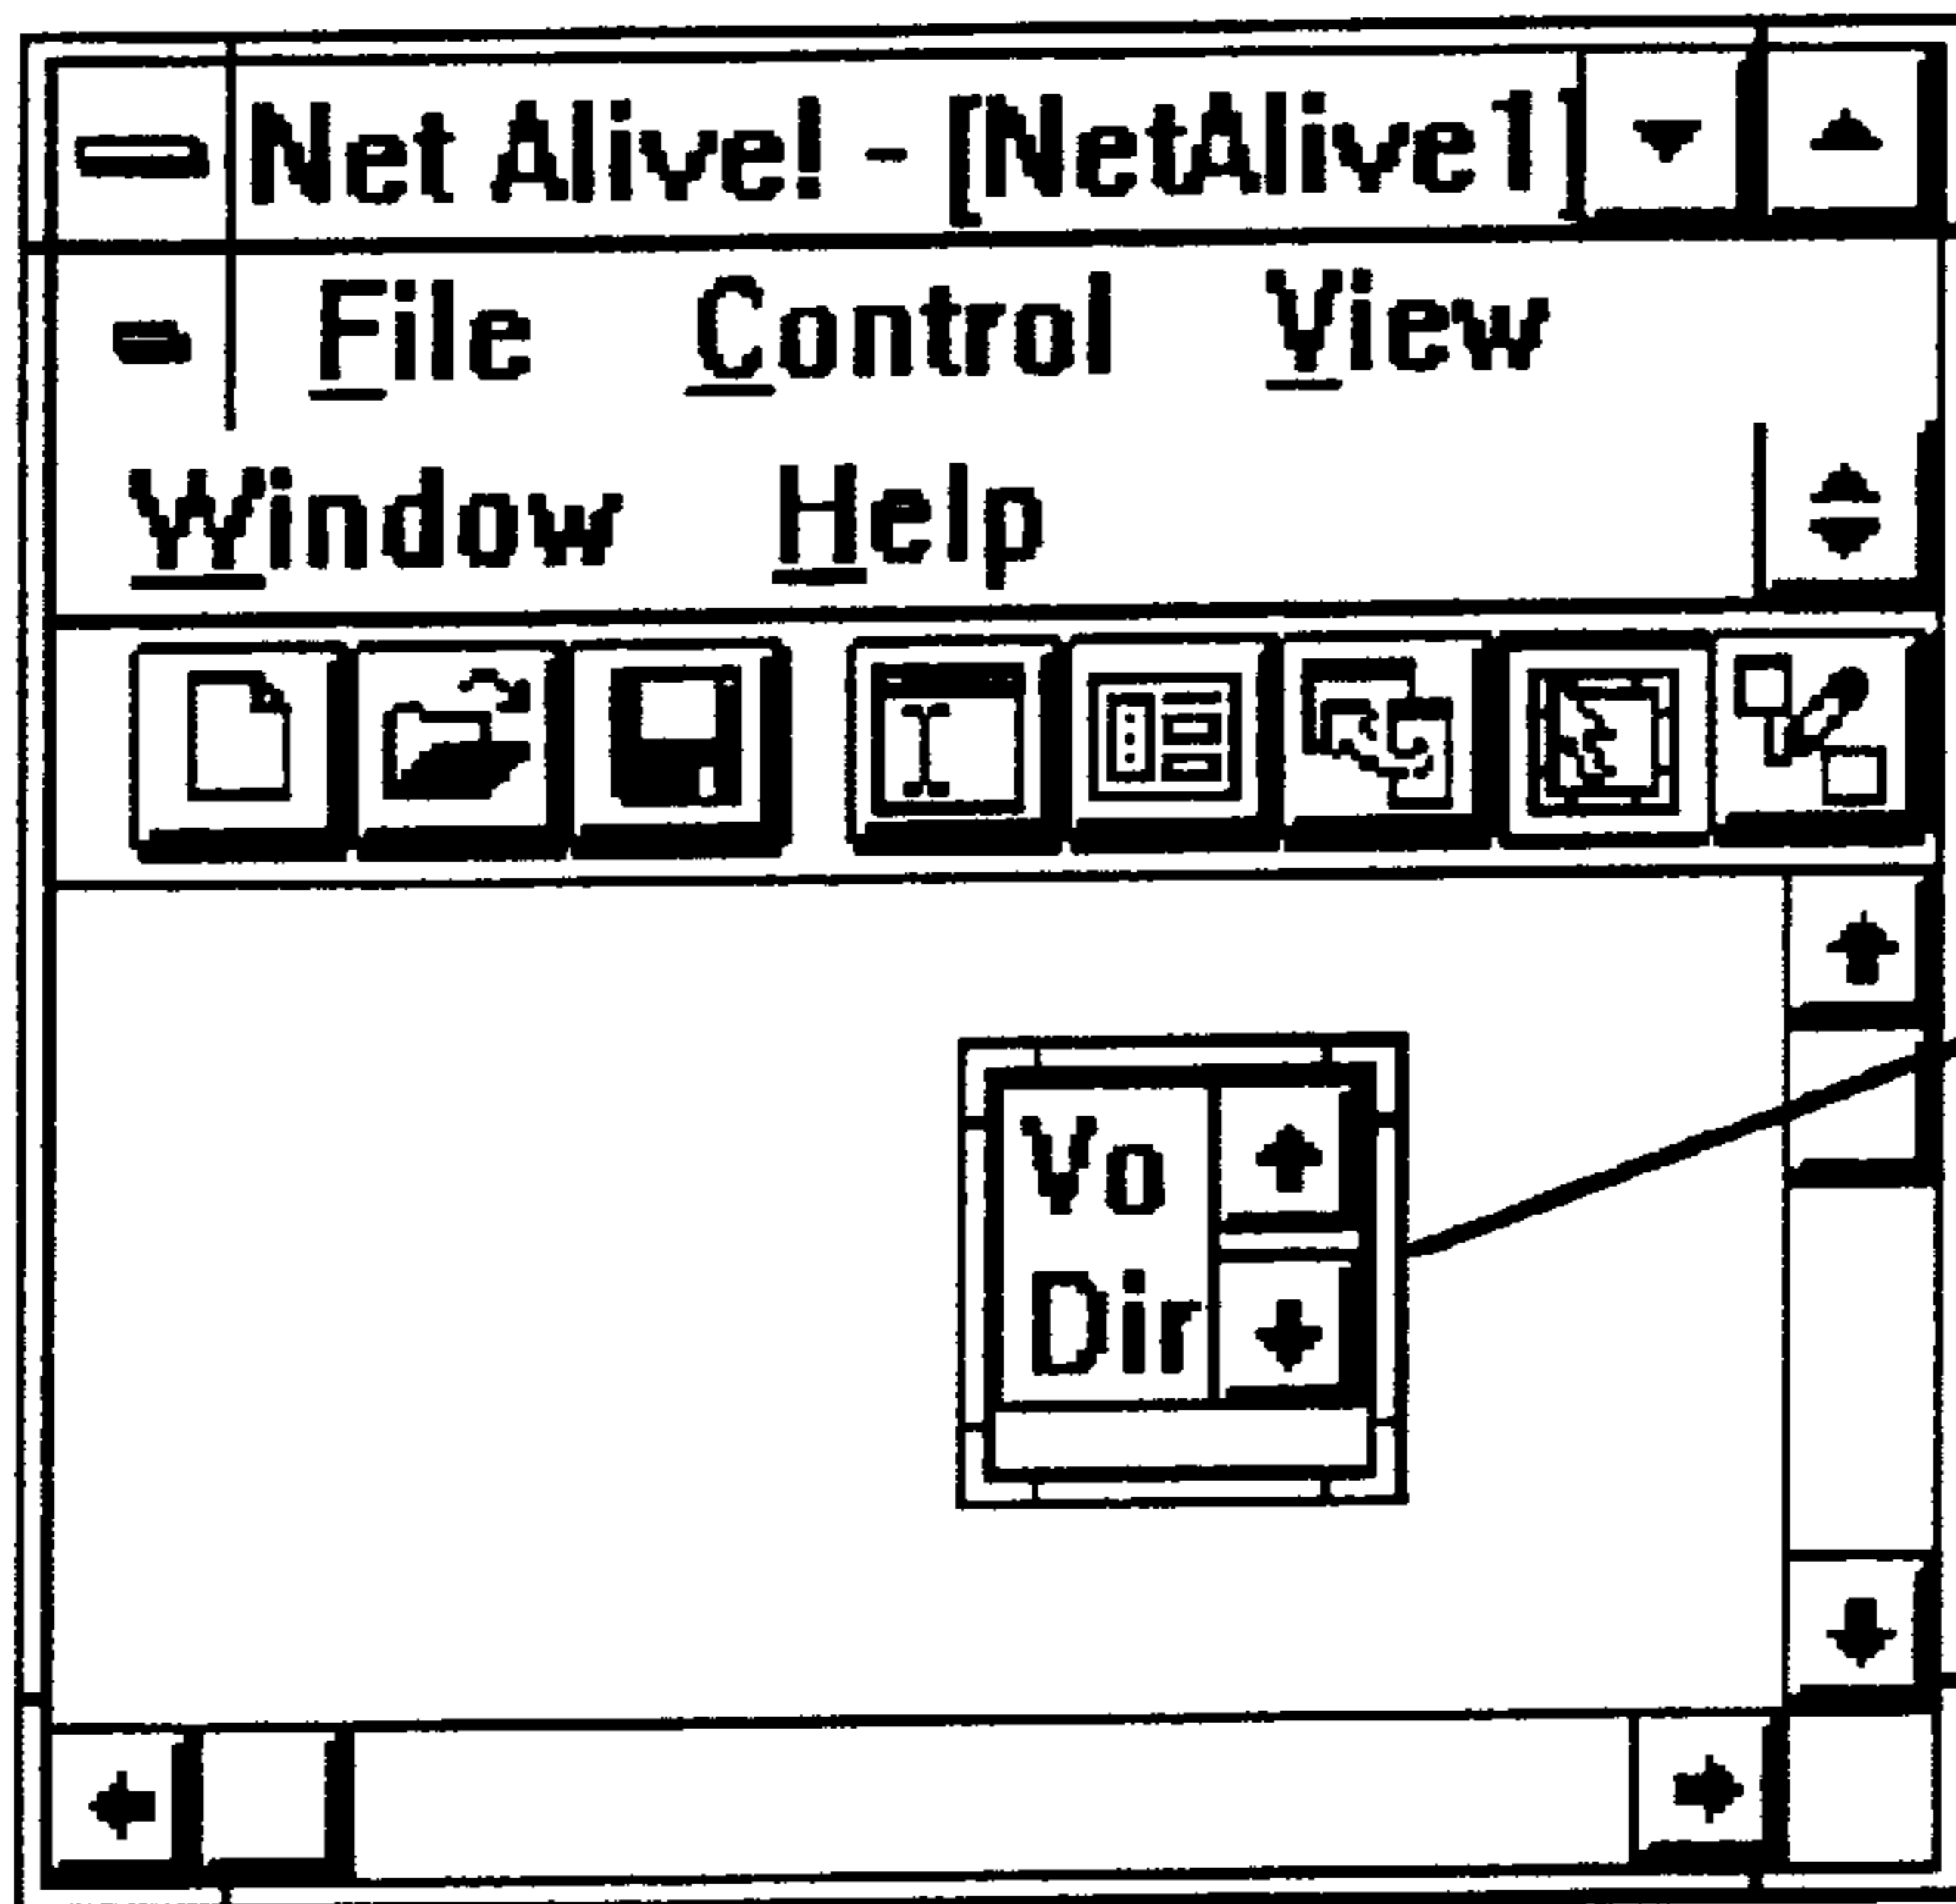 Net Alive! - [NetAlive1]
File Control View
Window Help
Vo
Dir